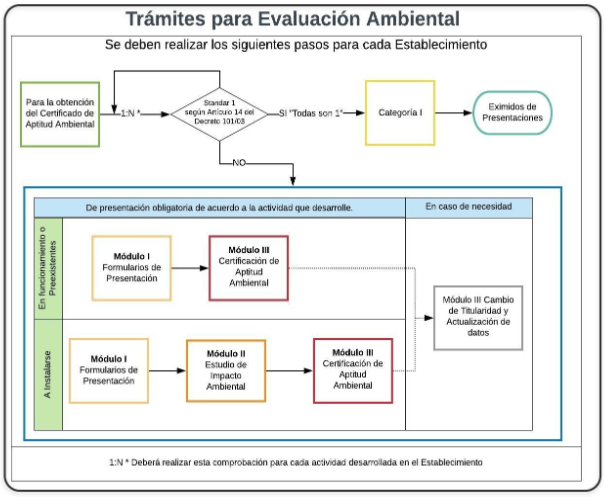 Trámites para Evaluación Ambiental
Se deben realizar los siguientes pasos para cada Establecimiento
Para la obtención
del Certificado de
Aptitud Ambiental
1:N *
Standar 1
según Artículo 14 del
Decreto 101/03
SI "Todas son 1"
Categoría I
Eximidos de
Presentaciones
NO
De presentación obligatoria de acuerdo a la actividad que desarrolle.
En caso de necesidad
En funcionamiento o
Preexistentes
Módulo I
Formularios de
Presentación
Módulo III
Certificación de
Aptitud
Ambiental
Módulo III Cambio
de Titularidad y
Actualización de
datos
A Instalarse
Módulo I
Formularios de
Presentación
Módulo II
Estudio de
Impacto
Ambiental
Módulo III
Certificación de
Aptitud
Ambiental
1:N * Deberá realizar esta comprobación para cada actividad desarrollada en el Establecimiento